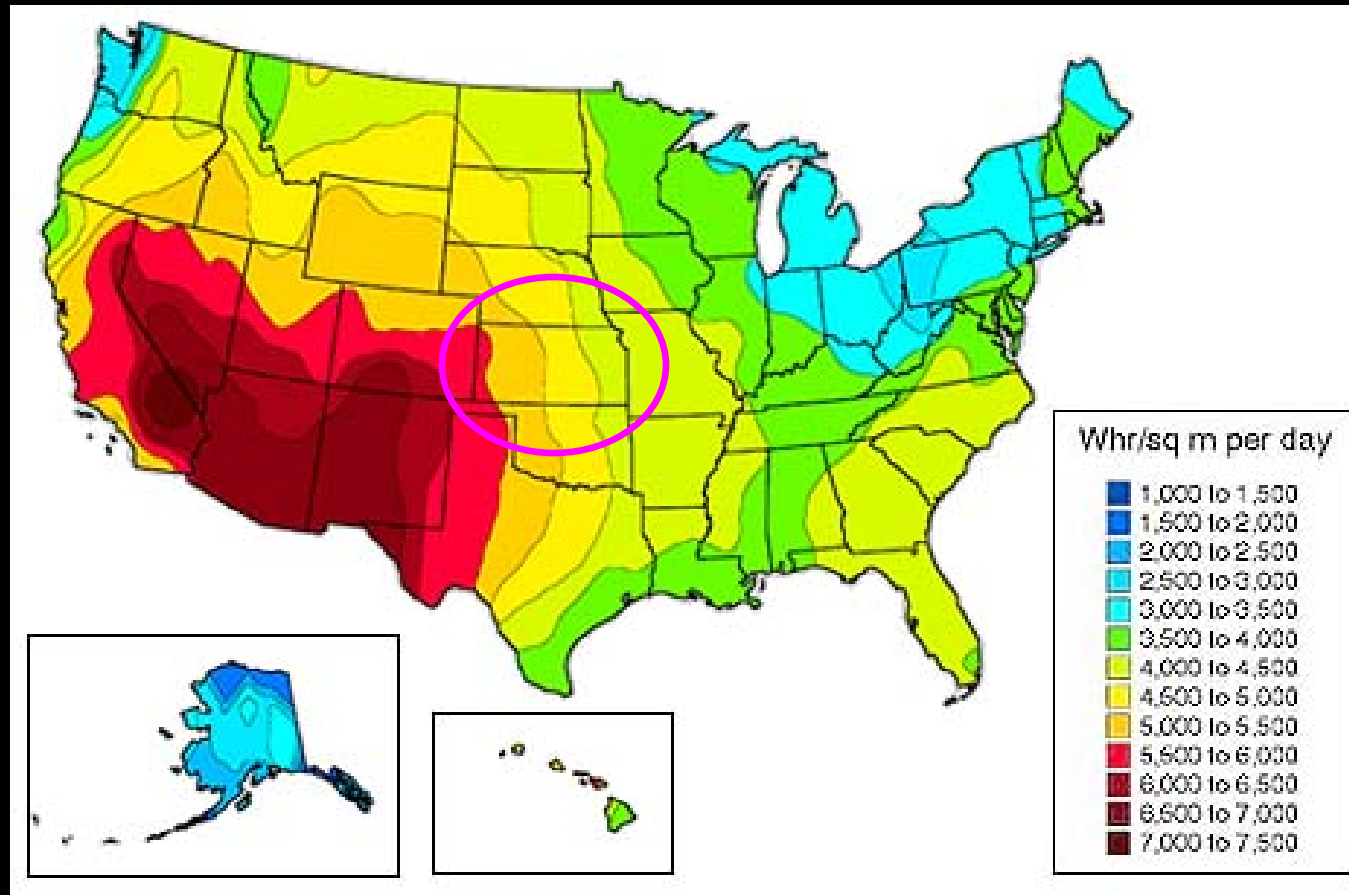 Whr/sq m per day
1,000 to 1,500
1,500 to 2,000
2,000 to 2,500
2,500 to 3,000
3,000 to 3,500
3,500 to 4,000
4,000 to 4,500
4,500 to 5,000
5,000 to 5,500
5,500 to 6,000
6,000 to 6,500
6,500 to 7,000
7,000 to 7,500